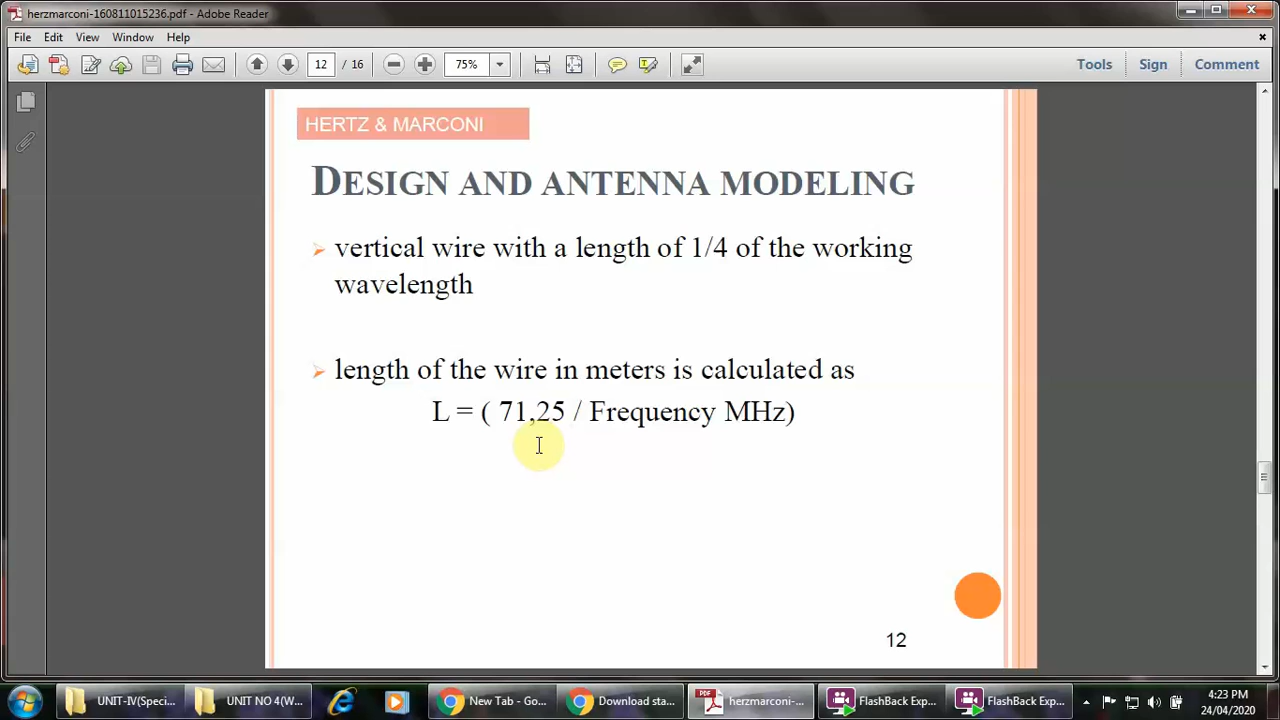 herzmarconi-160811015236.pdf - Adobe Reader
File Edit View Window Help
12 / 16 75% Tools Sign Comment
HERTZ & MARCONI
DESIGN AND ANTENNA MODELING
vertical wire with a length of 1/4 of the working
wavelength
length of the wire in meters is calculated as
L = ( 71,25 / Frequency MHz)
12
UNIT-IV(Speci... UNIT NO 4(W... New Tab - Go... Download sta... herzmarconi-... FlashBack Exp... FlashBack Exp... 4:23 PM
24/04/2020